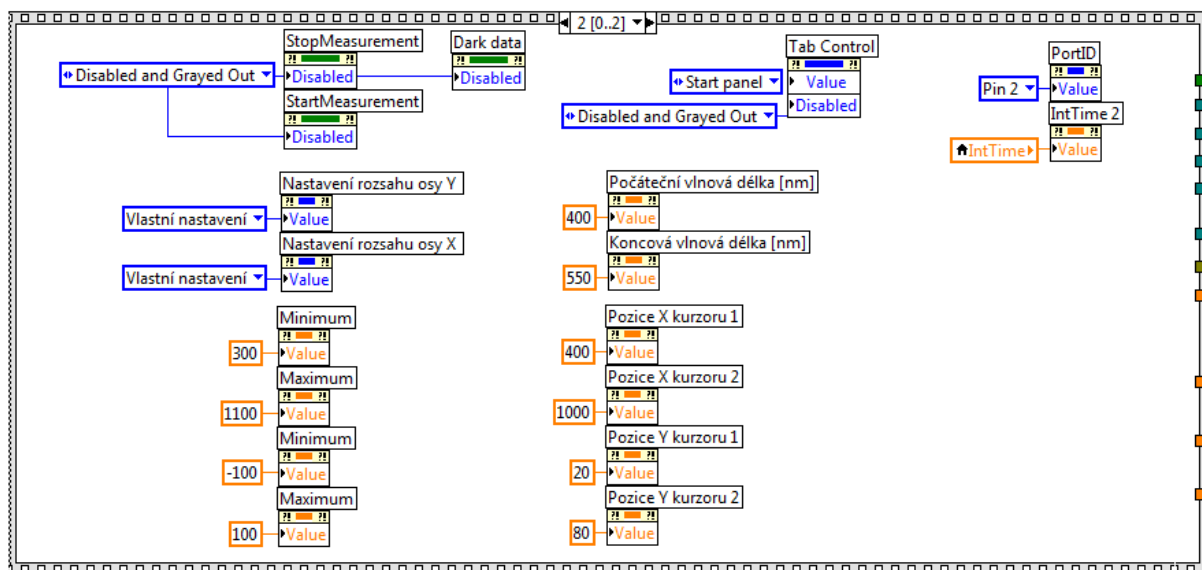 2 [0..2]
StopMeasurement
Disabled and Grayed Out
Disabled
Dark data
Disabled
StartMeasurement
Disabled
Tab Control
Start panel
Value
Disabled and Grayed Out
Disabled
PortID
Pin 2
Value
IntTime 2
IntTime
Value
Nastavení rozsahu osy Y
Vlastní nastavení
Value
Nastavení rozsahu osy X
Vlastní nastavení
Value
Počáteční vlnová délka [nm]
400
Value
Koncová vlnová délka [nm]
550
Value
Minimum
300
Value
Maximum
1100
Value
Minimum
-100
Value
Maximum
100
Value
Pozice X kurzoru 1
400
Value
Pozice X kurzoru 2
1000
Value
Pozice Y kurzoru 1
20
Value
Pozice Y kurzoru 2
80
Value